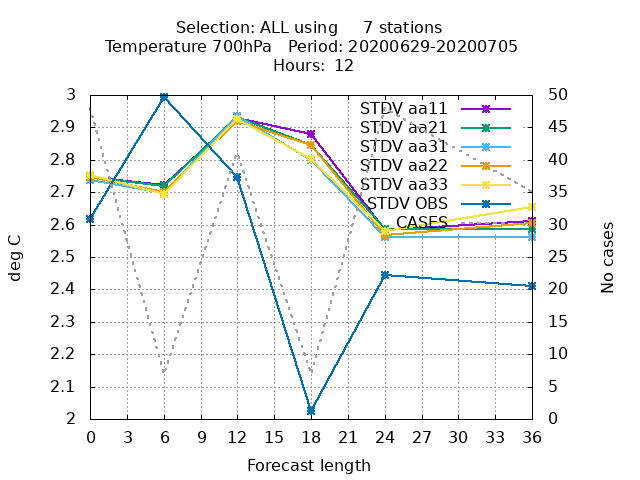 Selection: ALL using     7 stations
Temperature 700hPa   Period: 20200629-20200705
Hours:  12
3
2.9
2.8
2.7
2.6
2.5
2.4
2.3
2.2
2.1
2
deg C
50
45
40
35
30
25
20
15
10
5
0
No cases
STDV aa11
STDV aa21
STDV aa31
STDV aa22
STDV aa33
STDV OBS
CASES
0 3 6 9 12 15 18 21 24 27 30 33 36
Forecast length